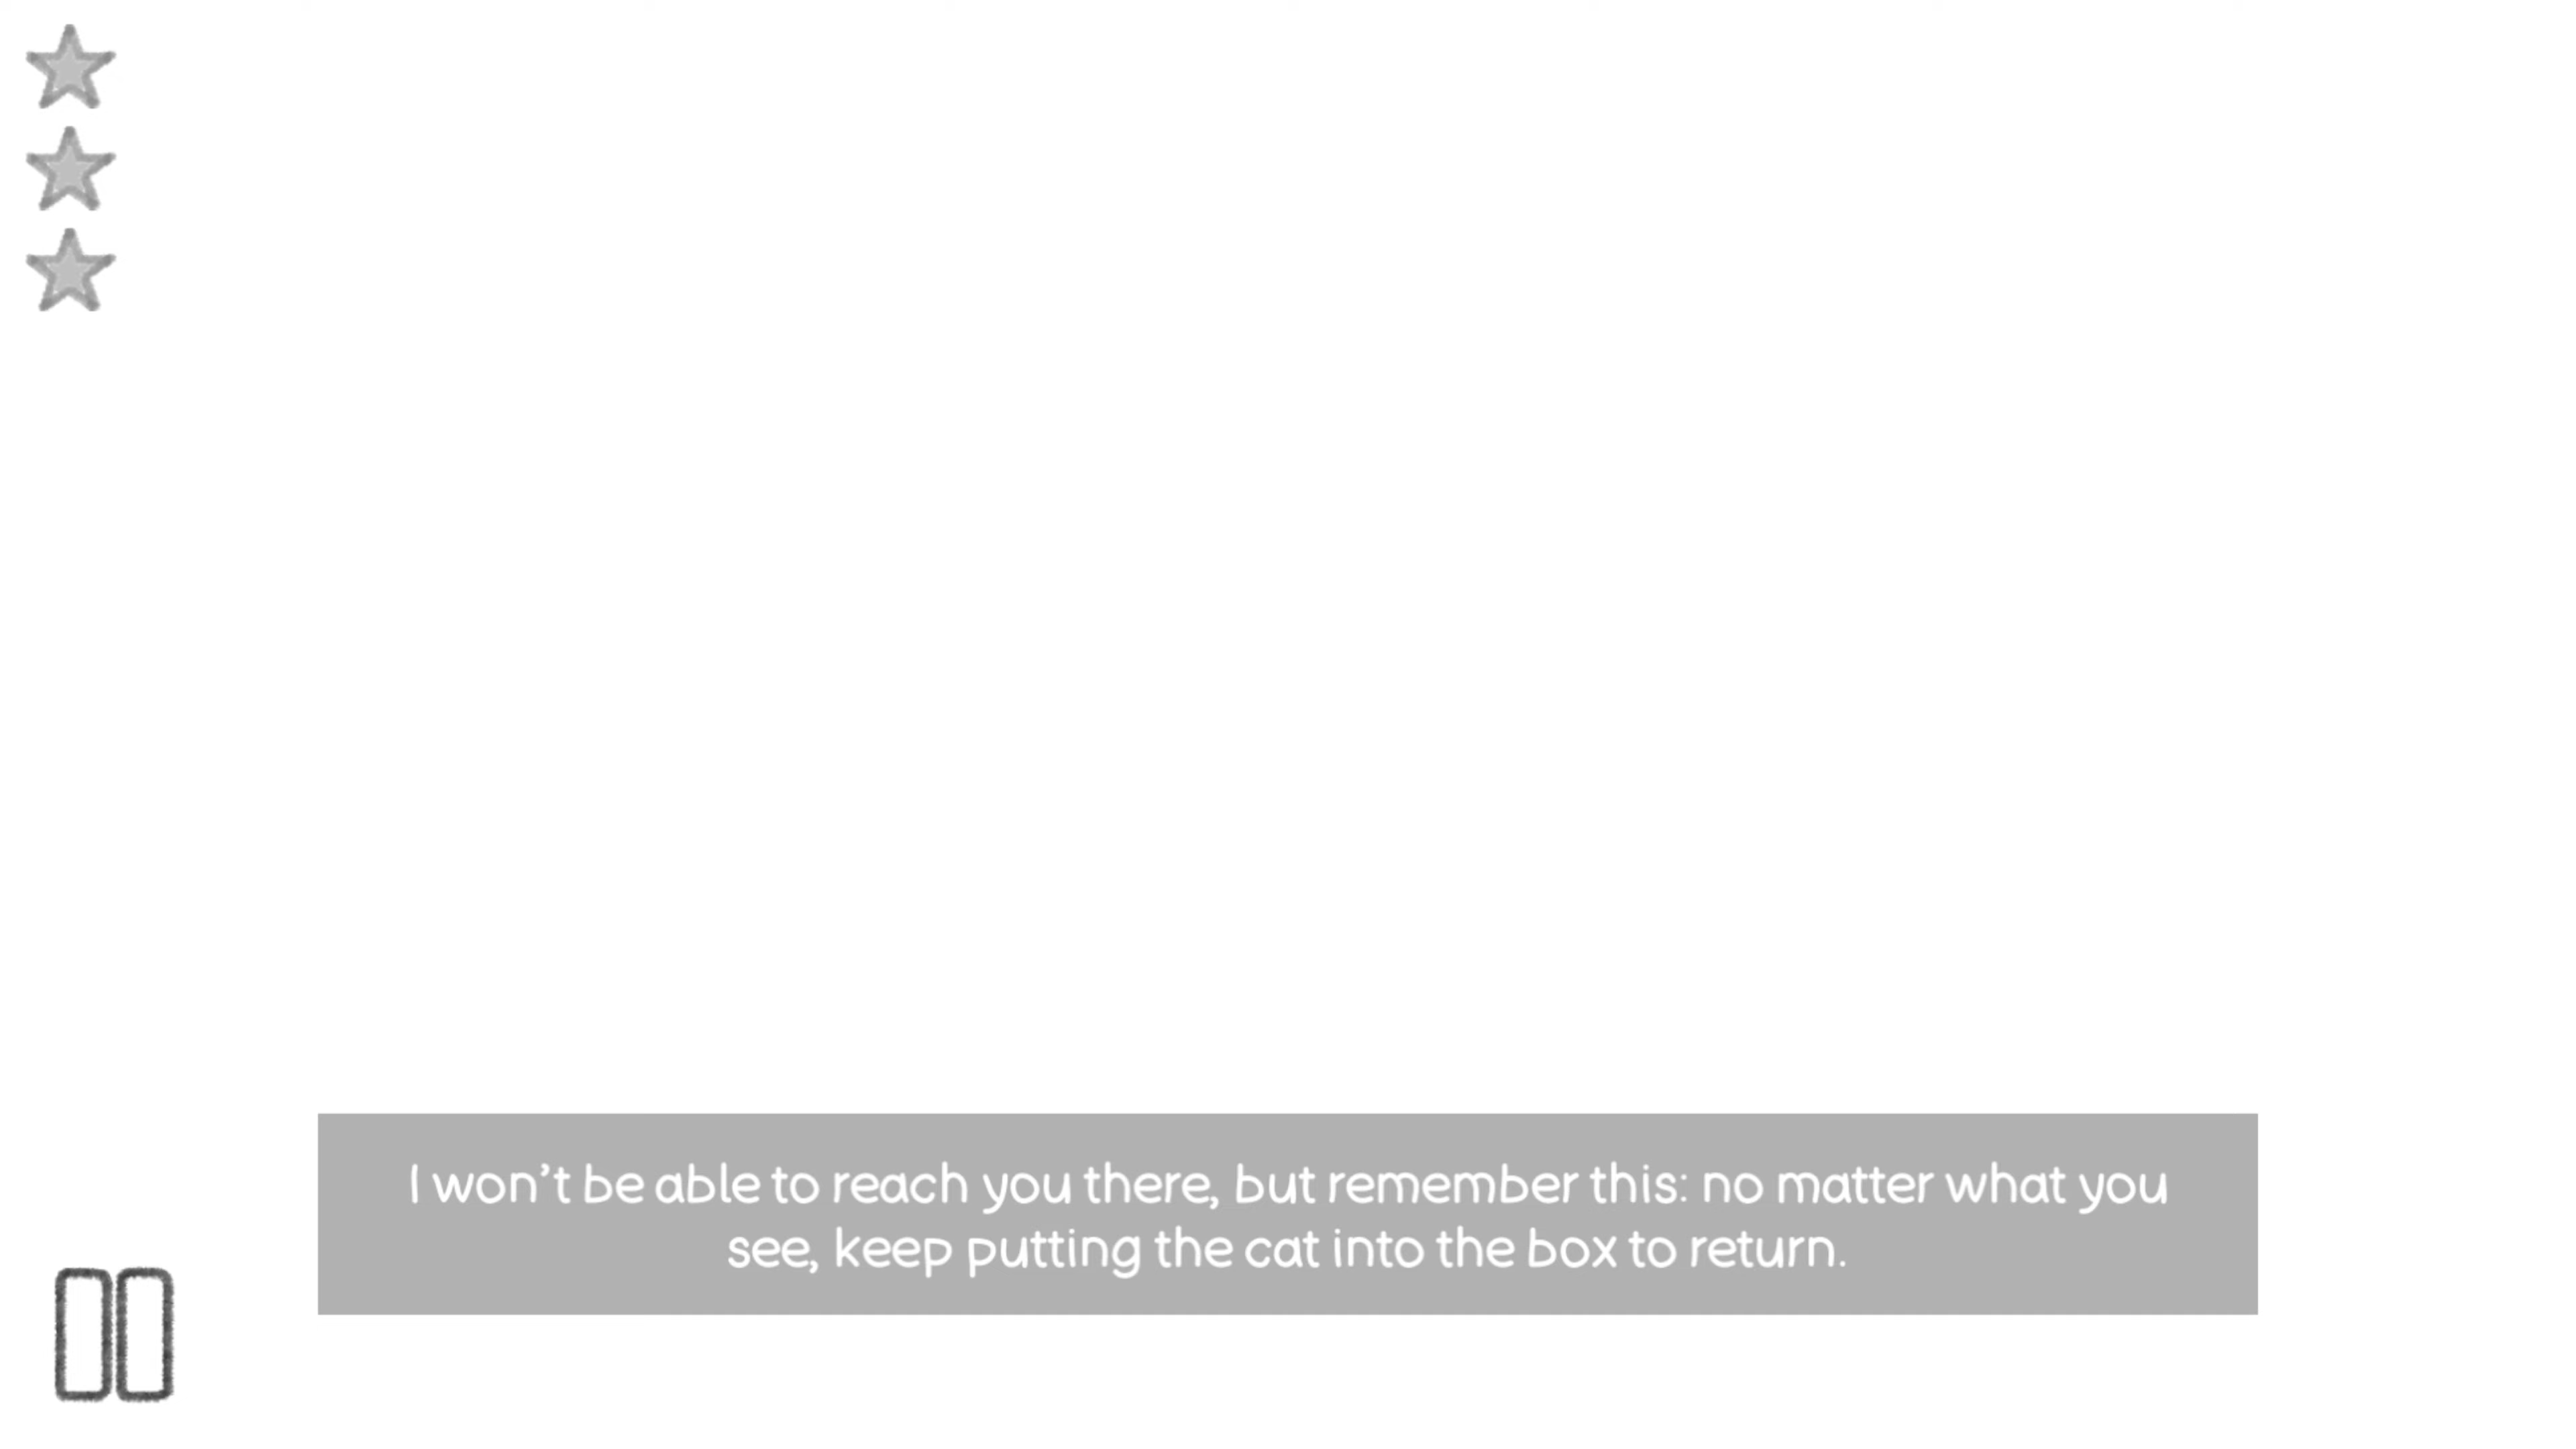 I won't be able to reach you there, but remember this: no matter what you
see, keep putting the cat into the box to return.